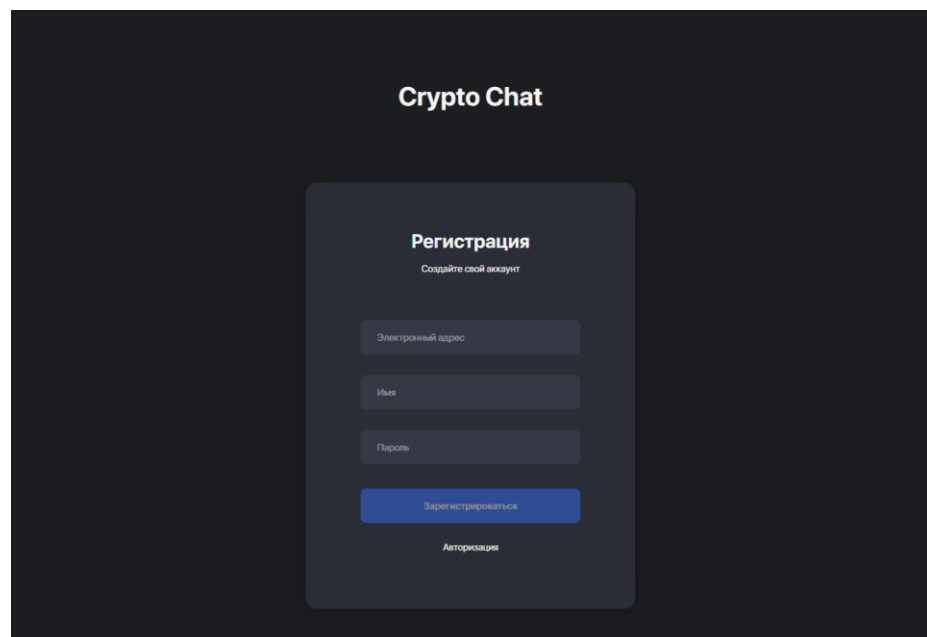 Crypto Chat
Регистрация
Создайте свой аккаунт
Электронный адрес
Имя
Пароль
Зарегистрироваться
Авторизация